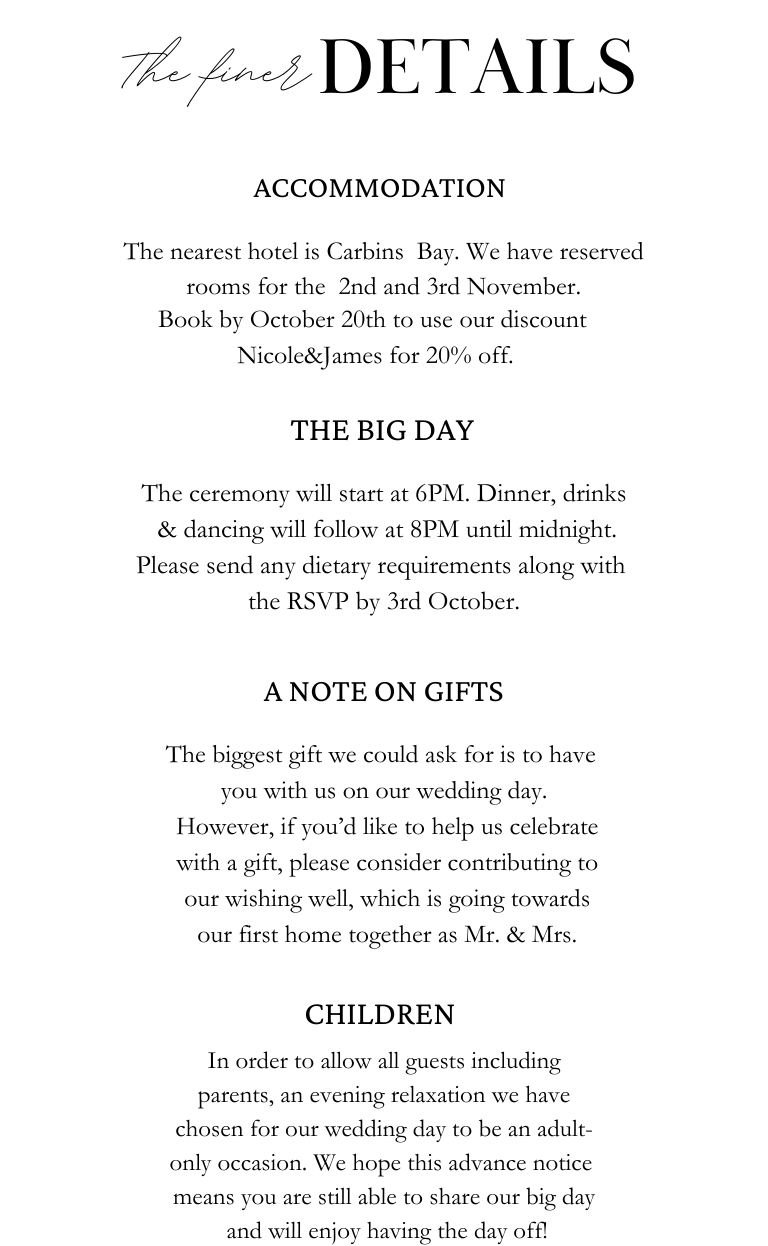 The finer DETAILS
ACCOMMODATION
The nearest hotel is Carbins  Bay. We have reserved
rooms for the  2nd and 3rd November.
Book by October 20th to use our discount
Nicole&James for 20% off.
THE BIG DAY
The ceremony will start at 6PM. Dinner, drinks
& dancing will follow at 8PM until midnight.
Please send any dietary requirements along with
the RSVP by 3rd October.
A NOTE ON GIFTS
The biggest gift we could ask for is to have
you with us on our wedding day.
However, if you’d like to help us celebrate
with a gift, please consider contributing to
our wishing well, which is going towards
our first home together as Mr. & Mrs.
CHILDREN
In order to allow all guests including
parents, an evening relaxation we have
chosen for our wedding day to be an adult-
only occasion. We hope this advance notice
means you are still able to share our big day
and will enjoy having the day off!